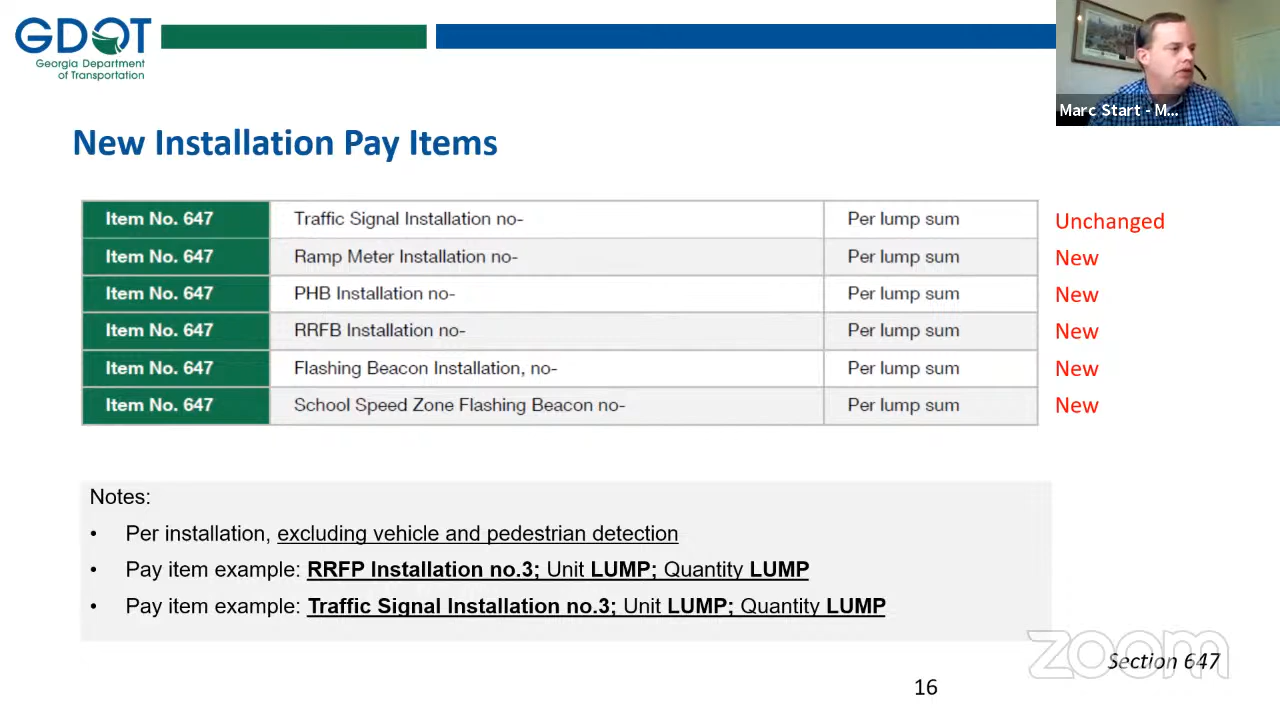 GDOT
Georgia Department
of Transportation
Marc Start - M...
New Installation Pay Items
Item No. 647 Traffic Signal Installation no- Per lump sum Unchanged
Item No. 647 Ramp Meter Installation no- Per lump sum New
Item No. 647 PHB Installation no- Per lump sum New
Item No. 647 RRFB Installation no- Per lump sum New
Item No. 647 Flashing Beacon Installation, no- Per lump sum New
Item No. 647 School Speed Zone Flashing Beacon no- Per lump sum New
Notes:
• Per installation, excluding vehicle and pedestrian detection
• Pay item example: RRFP Installation no.3; Unit LUMP; Quantity LUMP
• Pay item example: Traffic Signal Installation no.3; Unit LUMP; Quantity LUMP
zoom
Section 647
16